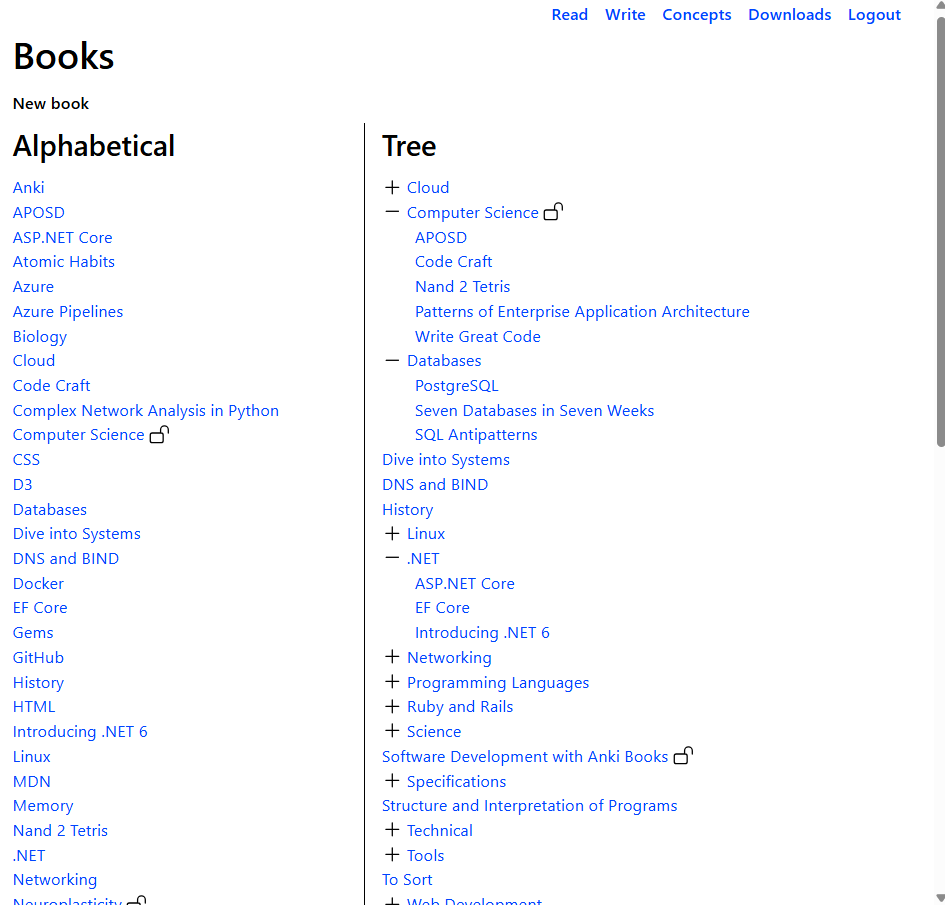 Read Write Concepts Downloads Logout
Books
New book
Alphabetical
Anki
APOSD
ASP.NET Core
Atomic Habits
Azure
Azure Pipelines
Biology
Cloud
Code Craft
Complex Network Analysis in Python
Computer Science
CSS
D3
Databases
Dive into Systems
DNS and BIND
Docker
EF Core
Gems
GitHub
History
HTML
Introducing .NET 6
Linux
MDN
Memory
Nand 2 Tetris
.NET
Networking
Neuroplasticity
Tree
+ Cloud
− Computer Science
APOSD
Code Craft
Nand 2 Tetris
Patterns of Enterprise Application Architecture
Write Great Code
− Databases
PostgreSQL
Seven Databases in Seven Weeks
SQL Antipatterns
Dive into Systems
DNS and BIND
History
+ Linux
− .NET
ASP.NET Core
EF Core
Introducing .NET 6
+ Networking
+ Programming Languages
+ Ruby and Rails
+ Science
Software Development with Anki Books
+ Specifications
Structure and Interpretation of Programs
+ Technical
+ Tools
To Sort
+ Web Development